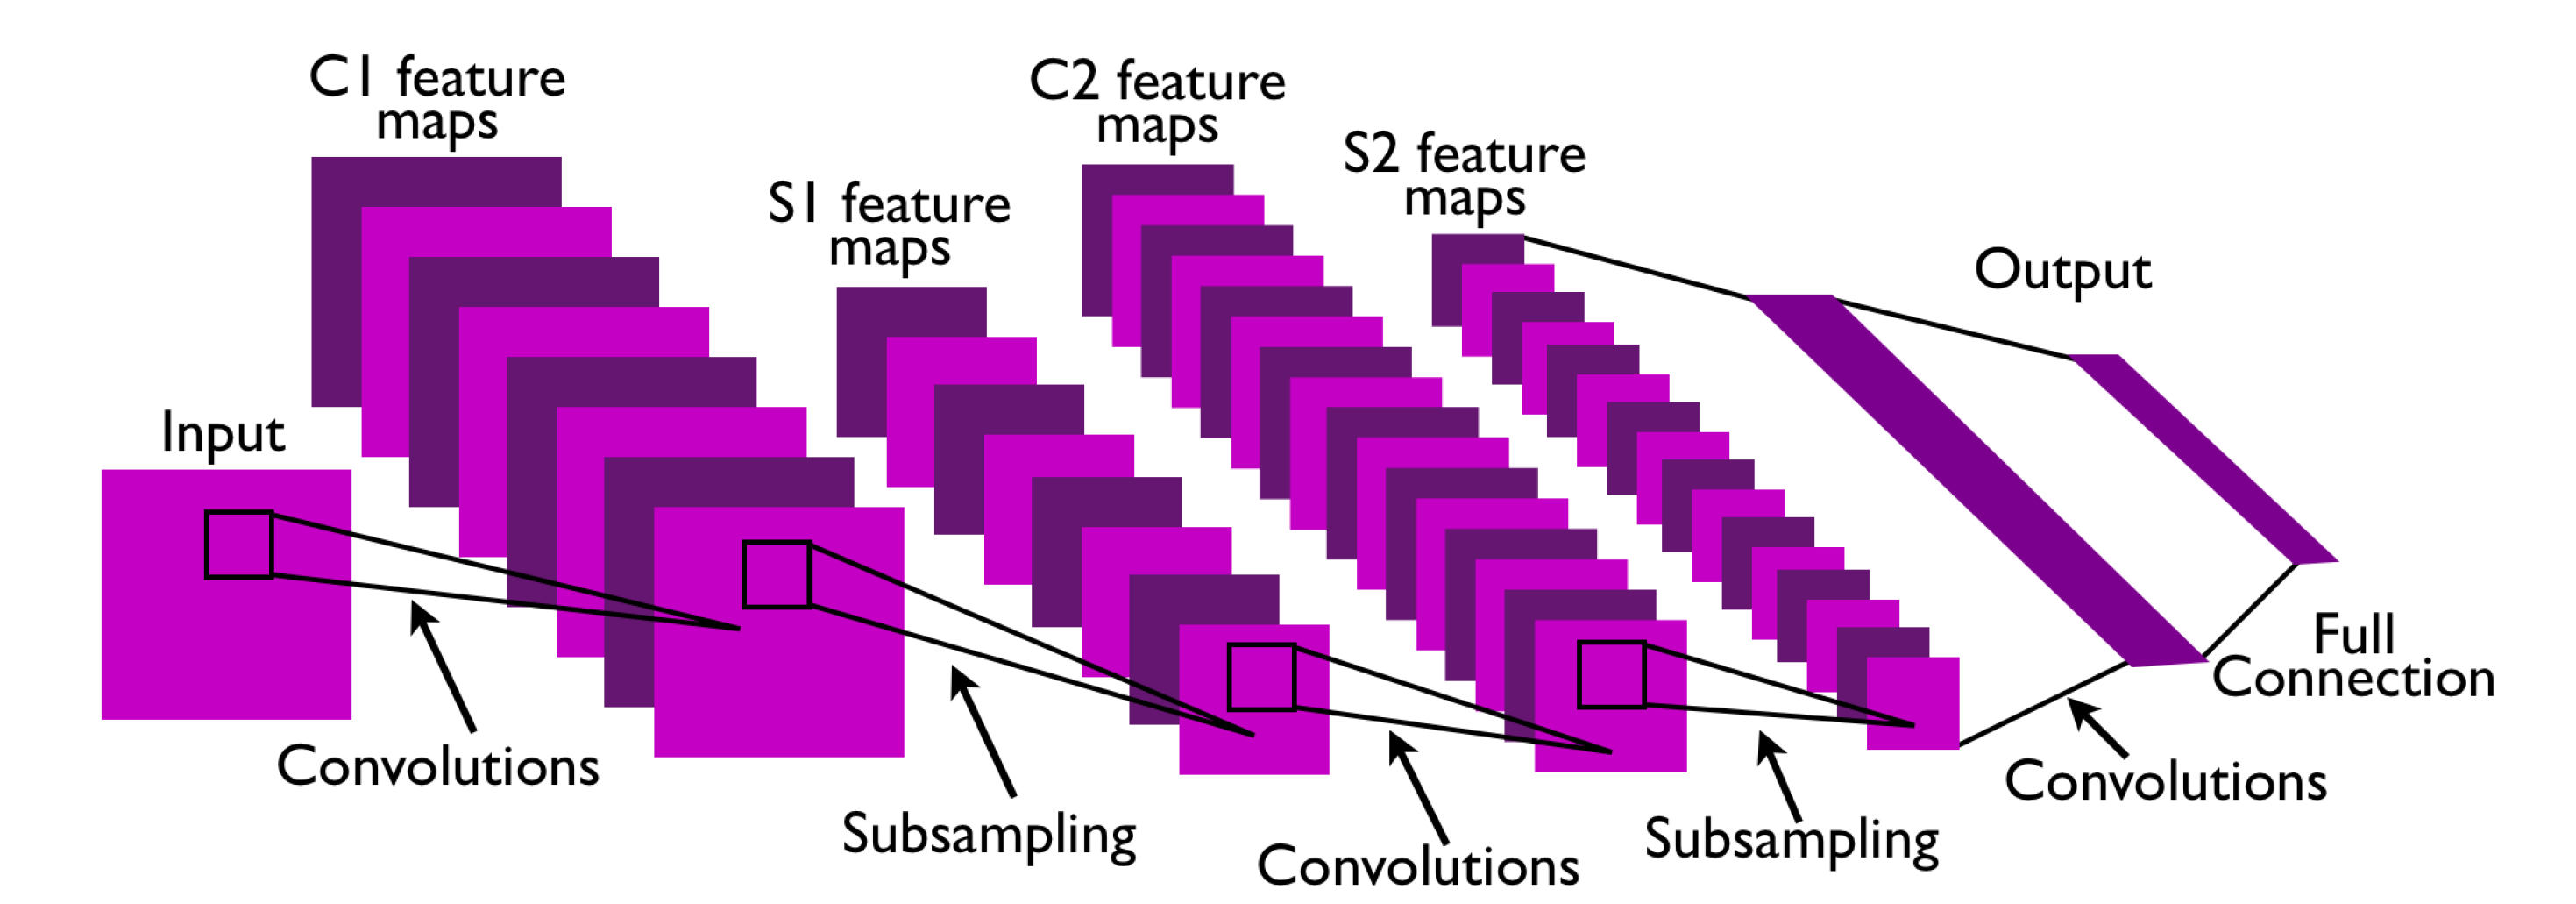 C1 feature
maps
S1 feature
maps
C2 feature
maps
S2 feature
maps
Output
Input
Full
Connection
Convolutions
Subsampling
Convolutions
Subsampling
Convolutions